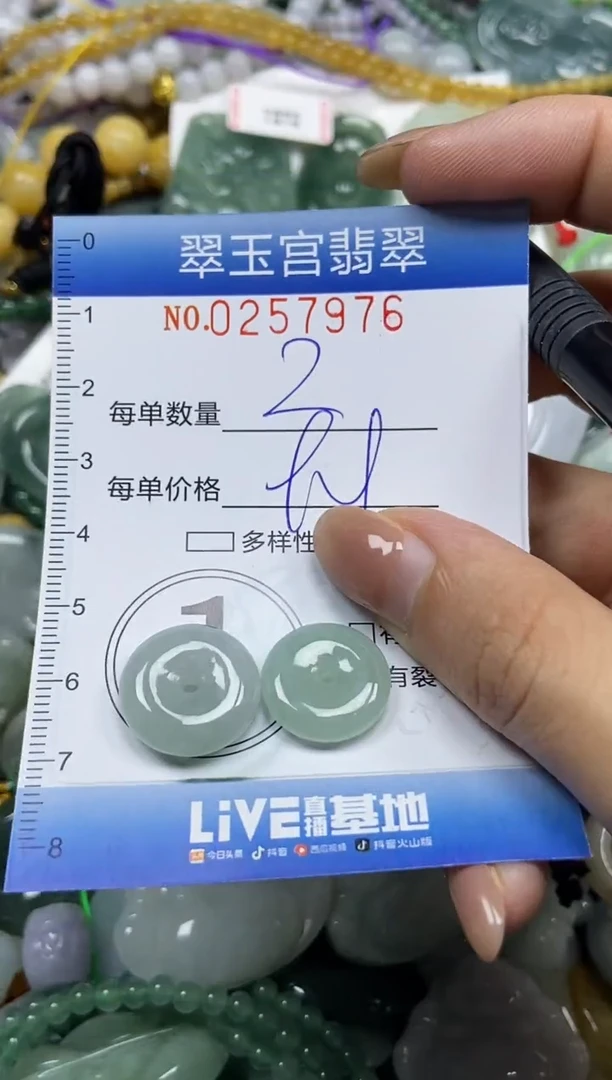 0
翠玉宫翡翠
1
NO.0257976
2
每单数量 2
3
每单价格
4
多样性
5
1
6
有裂
7
LiVE直播基地
今日头条 抖音 西瓜视频 抖音火山版
8